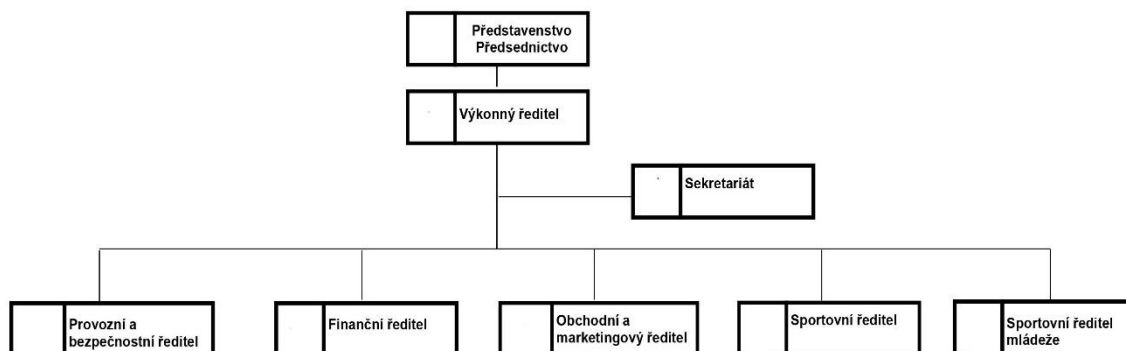 Představenstvo
Předsednictvo
Výkonný ředitel
Sekretariát
Provozní a
bezpečnostní ředitel
Finanční ředitel
Obchodní a
marketingový ředitel
Sportovní ředitel
Sportovní ředitel
mládeže